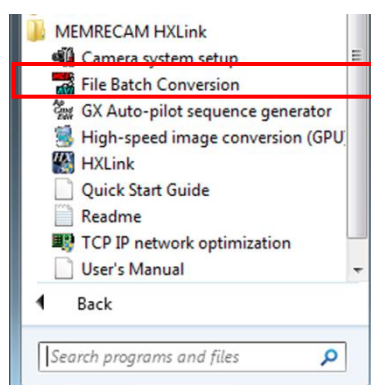 MEMRECAM HXLink
Camera system setup
File Batch Conversion
GX Auto-pilot sequence generator
High-speed image conversion (GPU
HXLink
Quick Start Guide
Readme
TCP IP network optimization
User's Manual
Back
Search programs and files